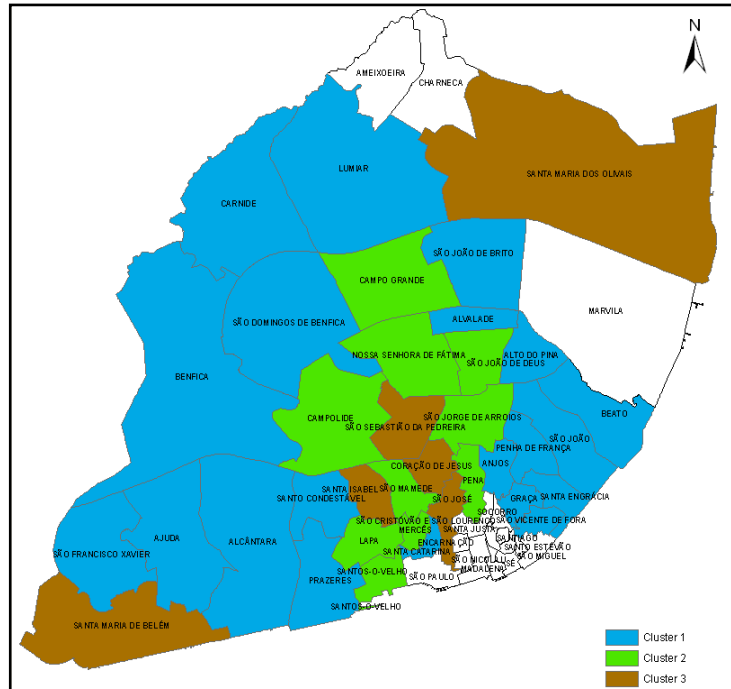 N
AMEIXOEIRA
CHARNECA
LUMIAR
SANTA MARIA DOS OLIVAIS
CARNIDE
SÃO JOÃO DE BRITO
CAMPO GRANDE
MARVILA
ALVALADE
SÃO DOMINGOS DE BENFICA
NOSSA SENHORA DE FÁTIMA
ALTO DO PINA
SÃO JOÃO DE DEUS
BENFICA
CAMPOLIDE
SÃO JORGE DE ARROIOS
BEATO
SÃO SEBASTIÃO DA PEDREIRA
SÃO JOÃO
PENHA DE FRANÇA
CORAÇÃO DE JESUS
ANJOS
SANTA ISABEL
SÃO MAMEDE
PENA
SANTO CONDESTÁVEL
SÃO JOSÉ
GRAÇA
SANTA ENGRÁCIA
SOCORRO
SÃO CRISTOVÃO E SÃO LOURENÇO
SÃO VICENTE DE FORA
MERCÊS
SANTA JUSTA
LAPA
ENCARNAÇÃO
SANTIAGO
AJUDA
ALCÂNTARA
SÃO FRANCISCO XAVIER
SANTA CATARINA
SANTO ESTÊVÃO
SÃO MIGUEL
SÃO NICOLAU
SÉ
MADALENA
SANTOS-O-VELHO
SÃO PAULO
PRAZERES
SANTOS-O-VELHO
SANTA MARIA DE BELÉM
Cluster 1
Cluster 2
Cluster 3